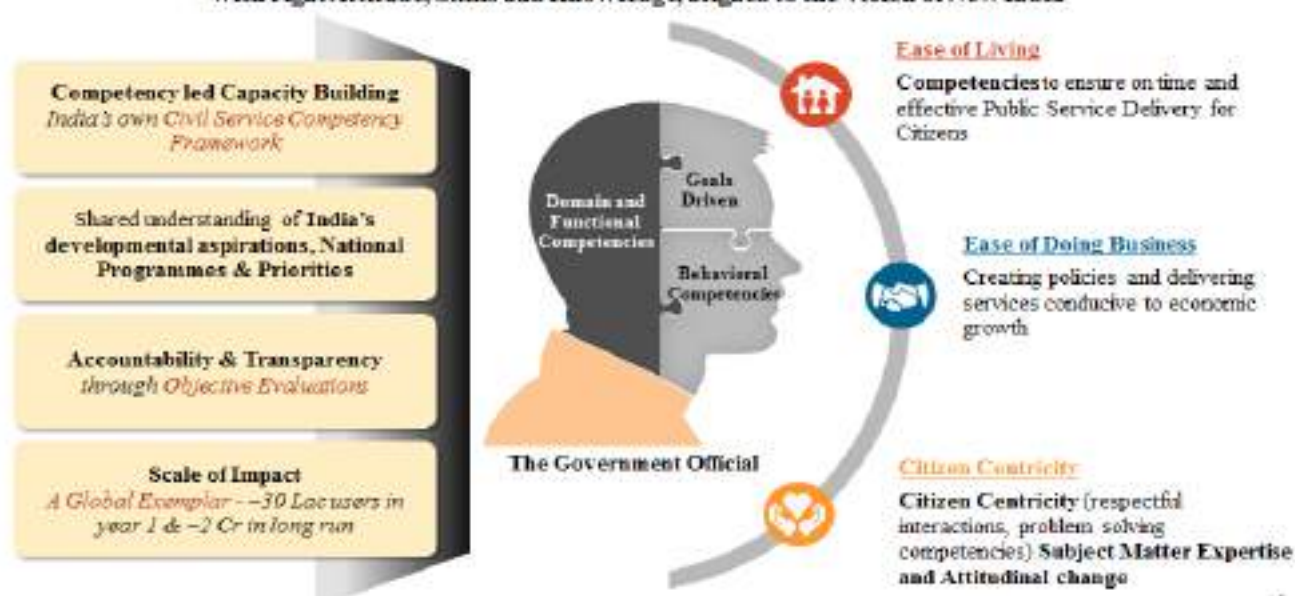 Competency led Capacity Building
India's own Civil Service Competency
Framework
Shared understanding of India's
developmental aspirations, National
Programmes & Priorities
Accountability & Transparency
through Objective Evaluations
Scale of Impact
A Global Exemplar - ~30 Lac users in
year 1 & ~2 Cr in long run
Domain and
Functional
Competencies
Goals
Driven
Behavioral
Competencies
The Government Official
Ease of Living
Competencies to ensure on time and
effective Public Service Delivery for
Citizens
Ease of Doing Business
Creating policies and delivering
services conducive to economic
growth
Citizen Centricity
Citizen Centricity (respectful
interactions, problem solving
competencies) Subject Matter Expertise
and Attitudinal change